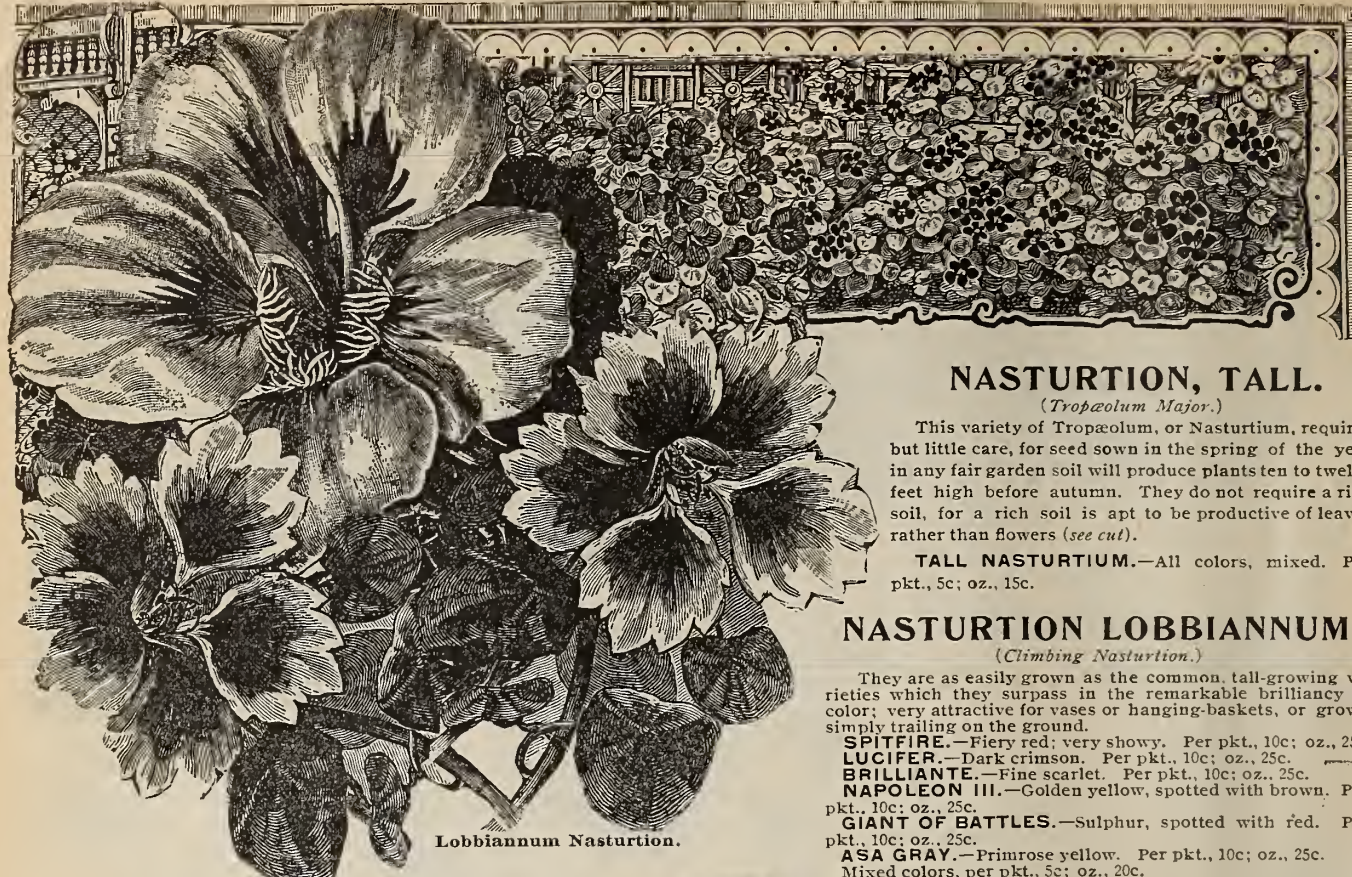 NASTURTION, TALL.
(Tropæolum Major.)
This variety of Tropæolum, or Nasturtium, requir
but little care, for seed sown in the spring of the ye
in any fair garden soil will produce plants ten to twel
feet high before autumn. They do not require a ri
soil, for a rich soil is apt to be productive of leav
rather than flowers (see cut).
TALL NASTURTIUM.—All colors, mixed. P
pkt., 5c; oz., 15c.
NASTURTION LOBBIANNUM
(Climbing Nasturtion.)
They are as easily grown as the common, tall-growing v
rieties which they surpass in the remarkable brilliancy
color; very attractive for vases or hanging-baskets, or grow
simply trailing on the ground.
SPITFIRE.—Fiery red; very showy. Per pkt., 10c; oz., 25
LUCIFER.—Dark crimson. Per pkt., 10c; oz., 25c.
BRILLIANTE.—Fine scarlet. Per pkt., 10c; oz.. 25c.
NAPOLEON III.—Golden yellow, spotted with brown. P
pkt., 10c; oz., 25c.
GIANT OF BATTLES.—Sulphur, spotted with red. P
pkt., 10c; oz., 25c.
ASA GRAY.—Primrose yellow. Per pkt., 10c; oz., 25c.
Mixed colors, per pkt., 5c; oz., 20c.
Lobbiannum Nasturtion.